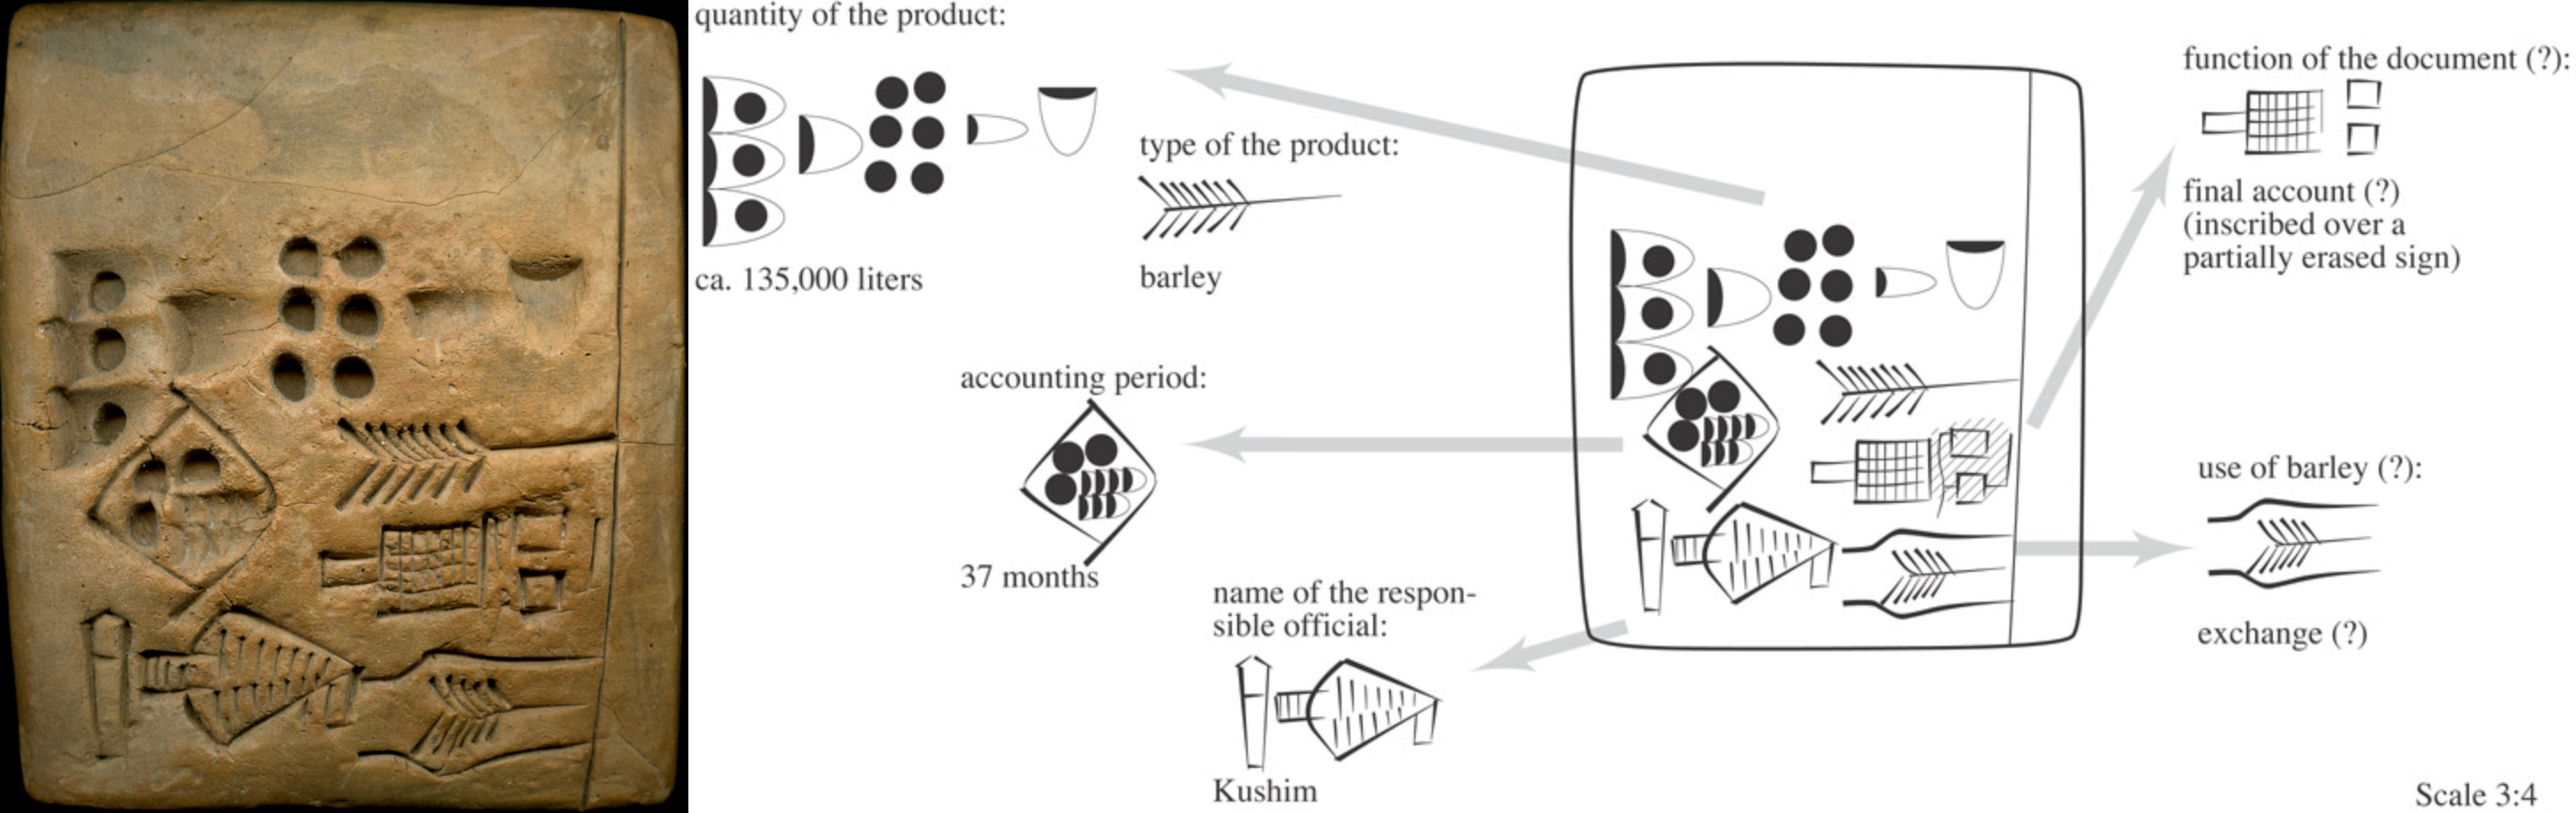 quantity of the product:
ca. 135,000 liters
type of the product:
barley
accounting period:
37 months
name of the respon-
sible official:
Kushim
function of the document (?):
final account (?)
(inscribed over a
partially erased sign)
use of barley (?):
exchange (?)
Scale 3:4